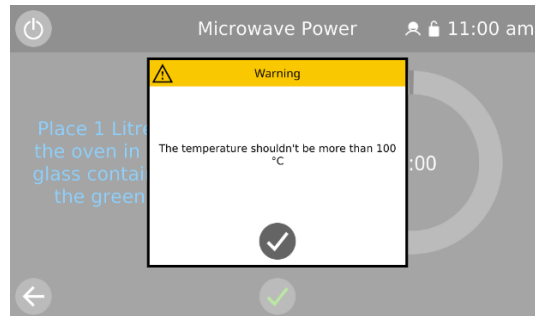 Microwave Power
11:00 am
Warning
The temperature shouldn't be more than 100
°C
Place 1 Litre
the oven in
glass contai
the green
:00